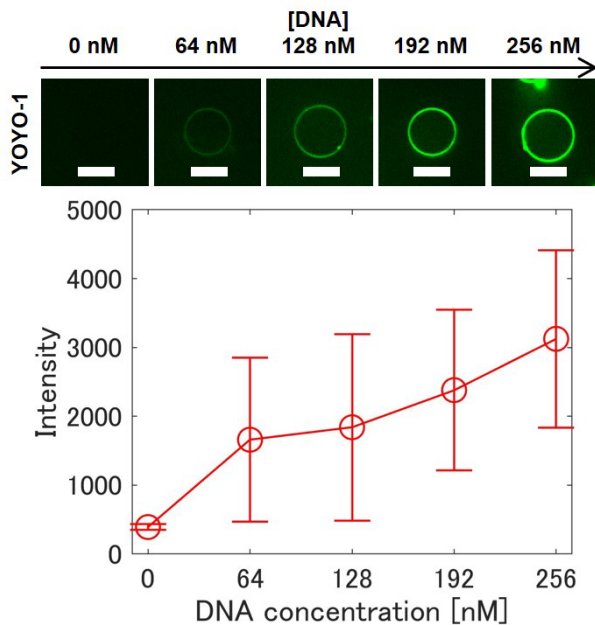 [DNA]
0 nM 64 nM 128 nM 192 nM 256 nM
YOYO-1
5000
4000
3000
2000
1000
0
Intensity
0 64 128 192 256
DNA concentration [nM]